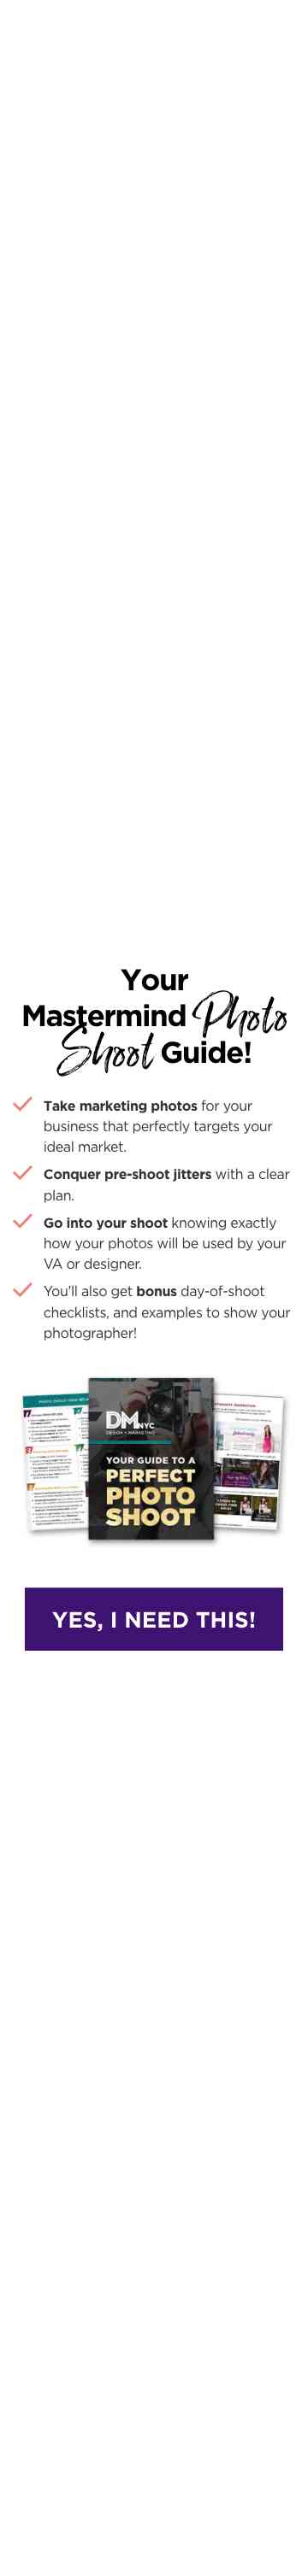 Your
Mastermind Photo
Shoot Guide!
Take marketing photos for your
business that perfectly targets your
ideal market.
Conquer pre-shoot jitters with a clear
plan.
Go into your shoot knowing exactly
how your photos will be used by your
VA or designer.
You'll also get bonus day-of-shoot
checklists, and examples to show your
photographer!
DMNYC
DESIGN + MARKETING
YOUR GUIDE TO A
PERFECT
PHOTO
SHOOT
YES, I NEED THIS!